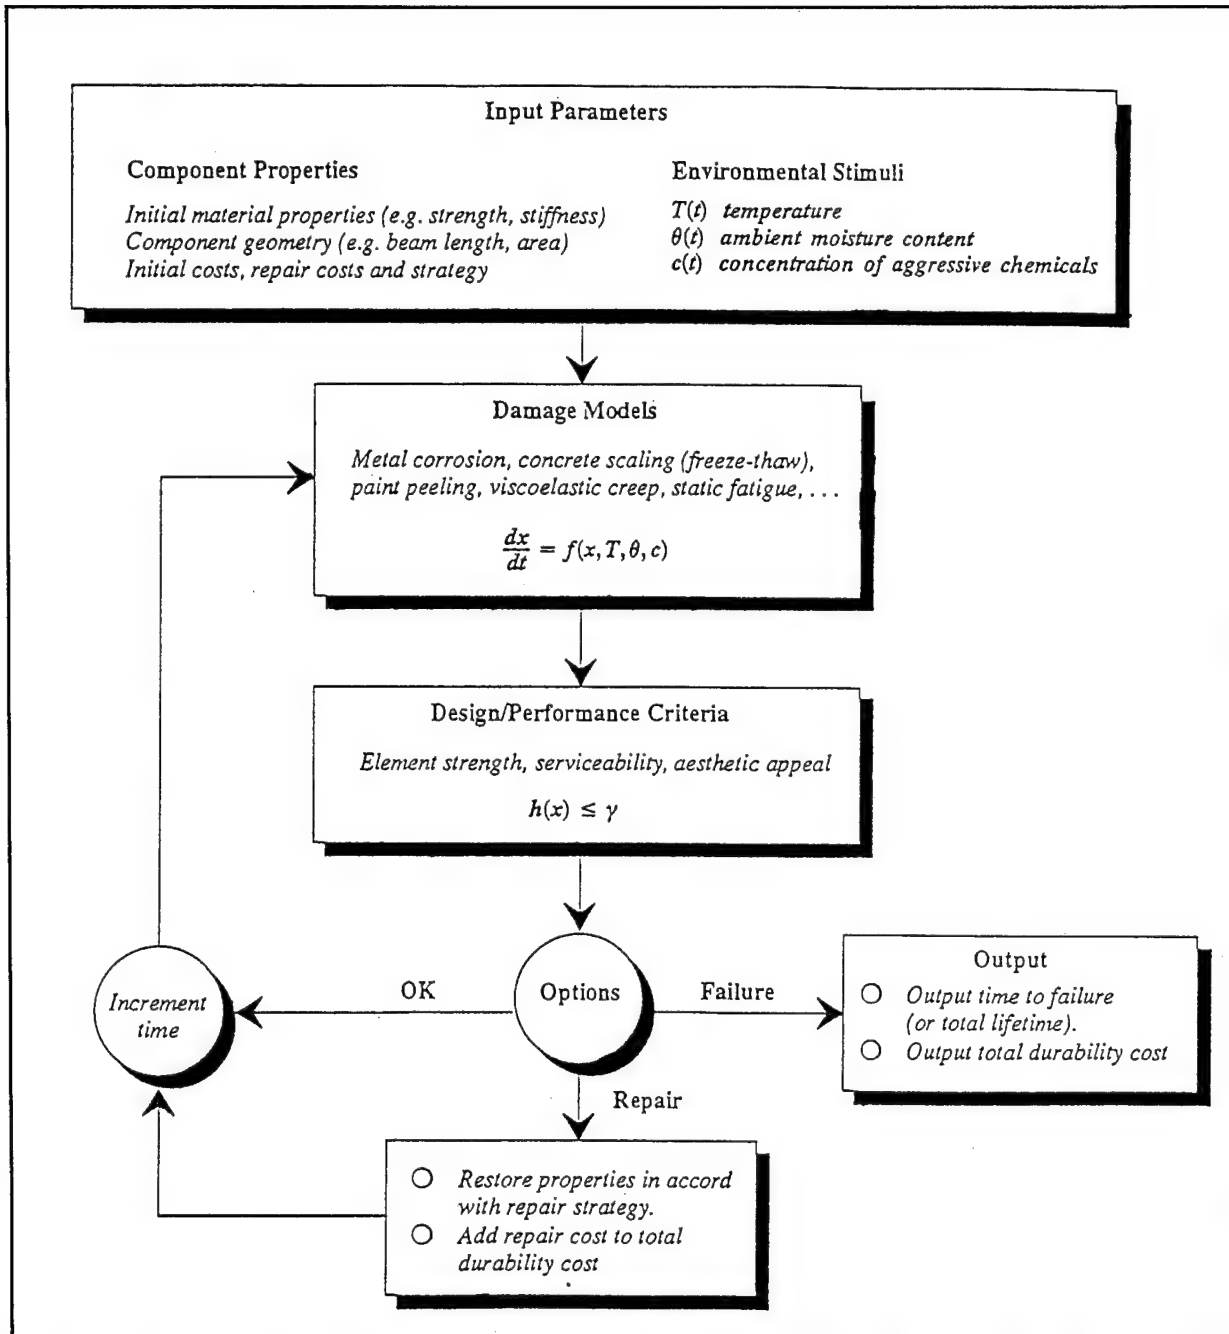 Input Parameters
Component Properties
Initial material properties (e.g. strength, stiffness)
Component geometry (e.g. beam length, area)
Initial costs, repair costs and strategy
Environmental Stimuli
T(t) temperature
θ(t) ambient moisture content
c(t) concentration of aggressive chemicals
Damage Models
Metal corrosion, concrete scaling (freeze-thaw),
paint peeling, viscoelastic creep, static fatigue, . . .
dx/dt = f(x, T, θ, c)
Design/Performance Criteria
Element strength, serviceability, aesthetic appeal
h(x) ≤ γ
Increment
time
OK
Options
Failure
Output
Output time to failure
(or total lifetime).
Output total durability cost
Repair
Restore properties in accord
with repair strategy.
Add repair cost to total
durability cost